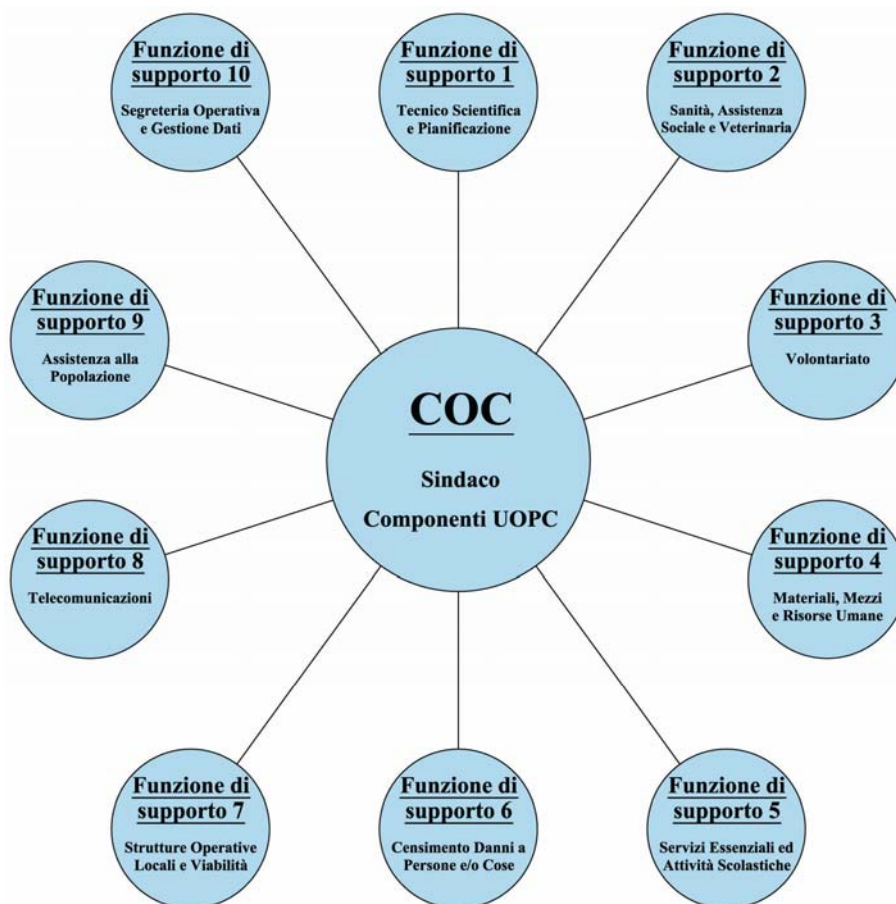 Funzione di
supporto 10
Segreteria Operativa
e Gestione Dati
Funzione di
supporto 1
Tecnico Scientifica
e Pianificazione
Funzione di
supporto 2
Sanità, Assistenza
Sociale e Veterinaria
Funzione di
supporto 9
Assistenza alla
Popolazione
Funzione di
supporto 3
Volontariato
COC
Sindaco
Componenti UOPC
Funzione di
supporto 8
Telecomunicazioni
Funzione di
supporto 4
Materiali, Mezzi
e Risorse Umane
Funzione di
supporto 7
Strutture Operative
Locali e Viabilità
Funzione di
supporto 6
Censimento Danni a
Persone e/o Cose
Funzione di
supporto 5
Servizi Essenziali ed
Attività Scolastiche